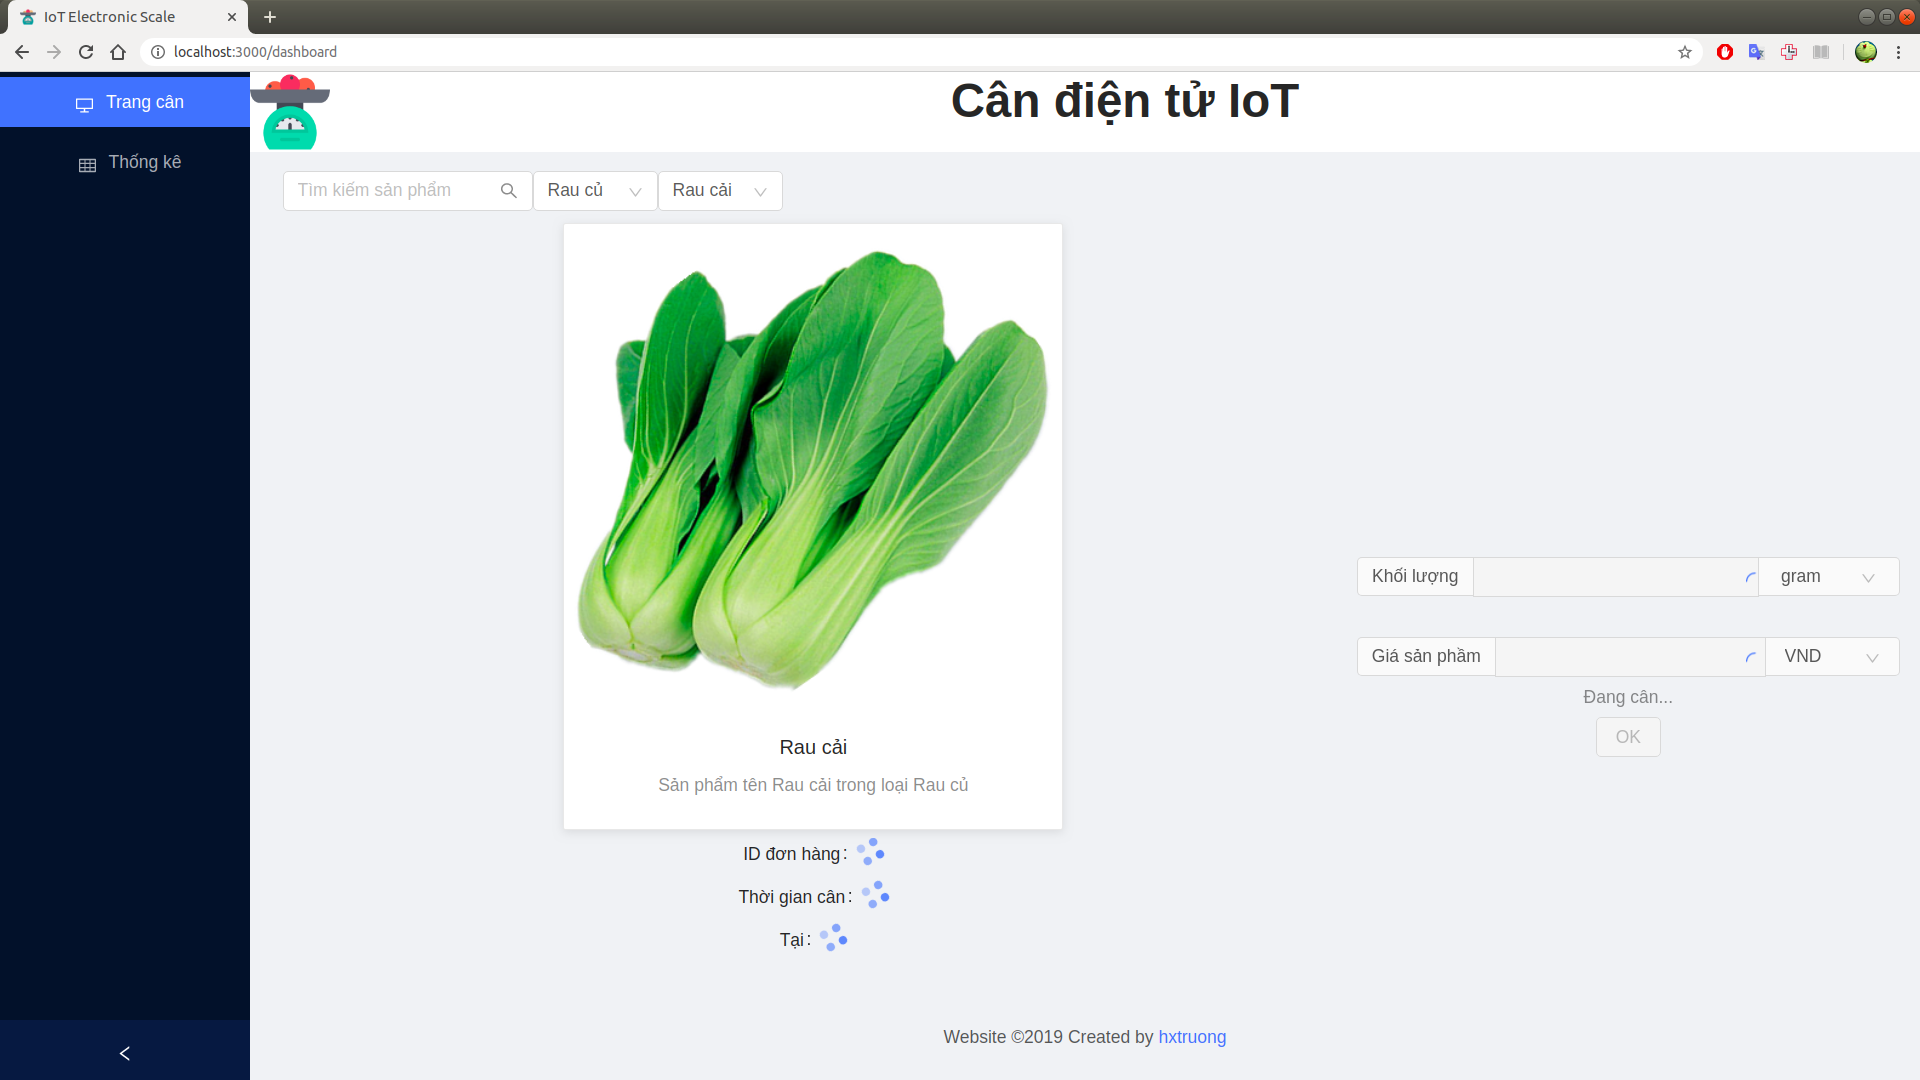 IoT Electronic Scale
localhost:3000/dashboard
Trang cân
Thống kê
Cân điện tử IoT
Tìm kiếm sản phẩm
Rau củ
Rau cải
Rau cải
Sản phẩm tên Rau cải trong loại Rau củ
ID đơn hàng :
Thời gian cân :
Tại :
Khối lượng
gram
Giá sản phầm
VND
Đang cân...
OK
Website ©2019 Created by hxtruong